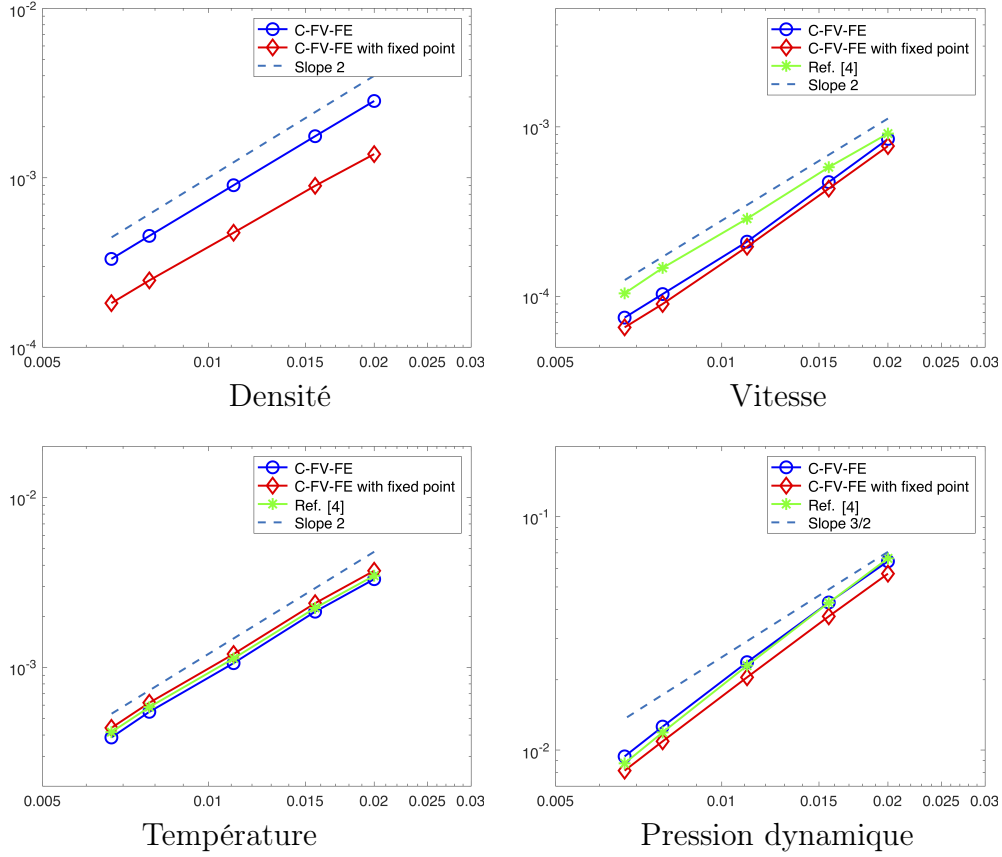 10^-2
10^-3
10^-4
0.005 0.01 0.015 0.02 0.025 0.03
C-FV-FE
C-FV-FE with fixed point
Slope 2
Densité
10^-3
10^-4
0.005 0.01 0.015 0.02 0.025 0.03
C-FV-FE
C-FV-FE with fixed point
Ref. [4]
Slope 2
Vitesse
10^-2
10^-3
0.005 0.01 0.015 0.02 0.025 0.03
C-FV-FE
C-FV-FE with fixed point
Ref. [4]
Slope 2
Température
10^-1
10^-2
0.005 0.01 0.015 0.02 0.025 0.03
C-FV-FE
C-FV-FE with fixed point
Ref. [4]
Slope 3/2
Pression dynamique